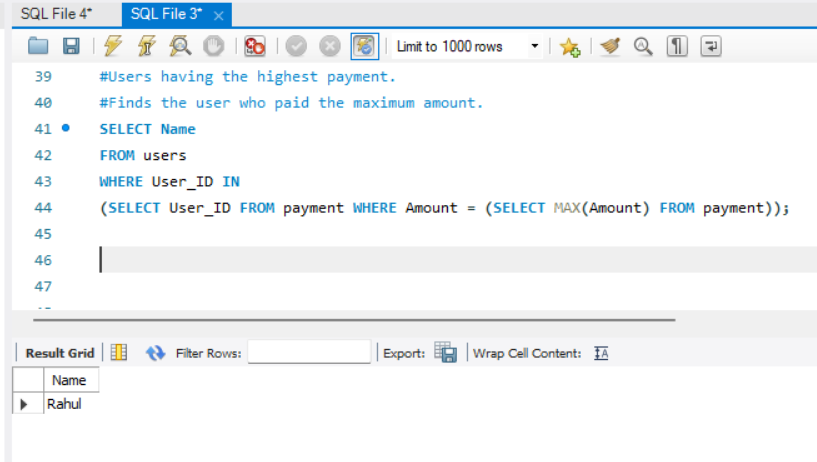 SQL File 4* SQL File 3*
Limit to 1000 rows
39 #Users having the highest payment.
40 #Finds the user who paid the maximum amount.
41 SELECT Name
42 FROM users
43 WHERE User_ID IN
44 (SELECT User_ID FROM payment WHERE Amount = (SELECT MAX(Amount) FROM payment));
45
46
47
Result Grid Filter Rows: Export: Wrap Cell Content:
Name
Rahul